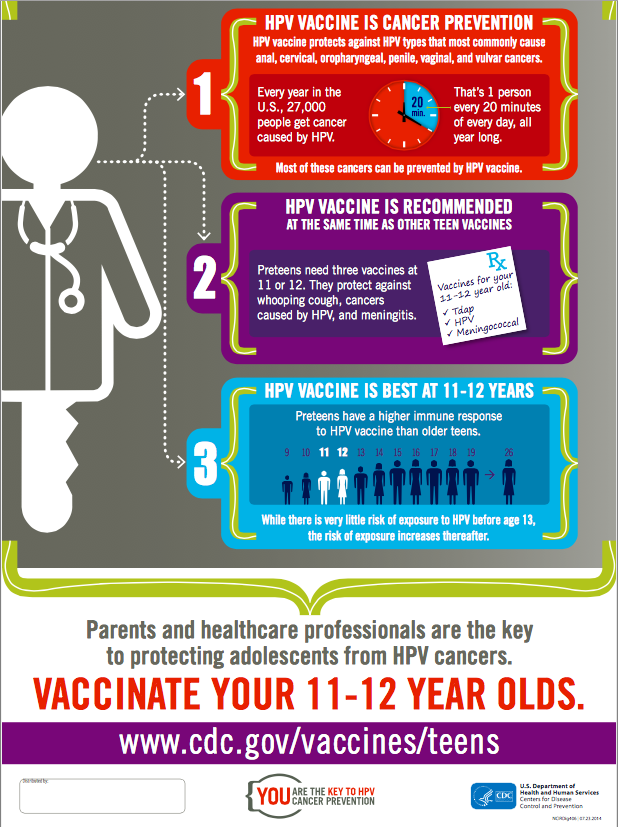 1
HPV VACCINE IS CANCER PREVENTION
HPV vaccine protects against HPV types that most commonly cause
anal, cervical, oropharyngeal, penile, vaginal, and vulvar cancers.
Every year in the
U.S., 27,000
people get cancer
caused by HPV.
20
min.
That's 1 person
every 20 minutes
of every day, all
year long.
Most of these cancers can be prevented by HPV vaccine.
2
HPV VACCINE IS RECOMMENDED
AT THE SAME TIME AS OTHER TEEN VACCINES
Preteens need three vaccines at
11 or 12. They protect against
whooping cough, cancers
caused by HPV, and meningitis.
Rx
Vaccines for your
11-12 year old:
✓ Tdap
✓ HPV
✓ Meningococcal
3
HPV VACCINE IS BEST AT 11-12 YEARS
Preteens have a higher immune response
to HPV vaccine than older teens.
9 10 11 12 13 14 15 16 17 18 19 26
While there is very little risk of exposure to HPV before age 13,
the risk of exposure increases thereafter.
Parents and healthcare professionals are the key
to protecting adolescents from HPV cancers.
VACCINATE YOUR 11-12 YEAR OLDS.
www.cdc.gov/vaccines/teens
Distributed by:
YOU ARE THE KEY TO HPV
CANCER PREVENTION
CDC
U.S. Department of
Health and Human Services
Centers for Disease
Control and Prevention
NCIRDig406 · 07.23.2014